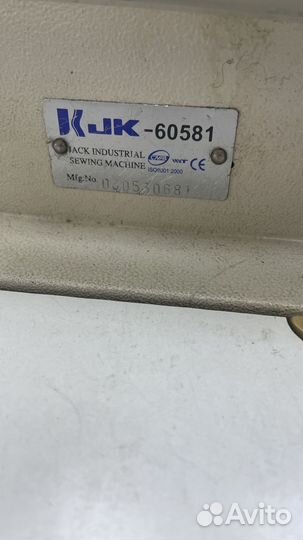 JK-60581
JACK INDUSTRIAL
SEWING MACHINE
CE
ISO9001:2000
Mfg.No.
Avito